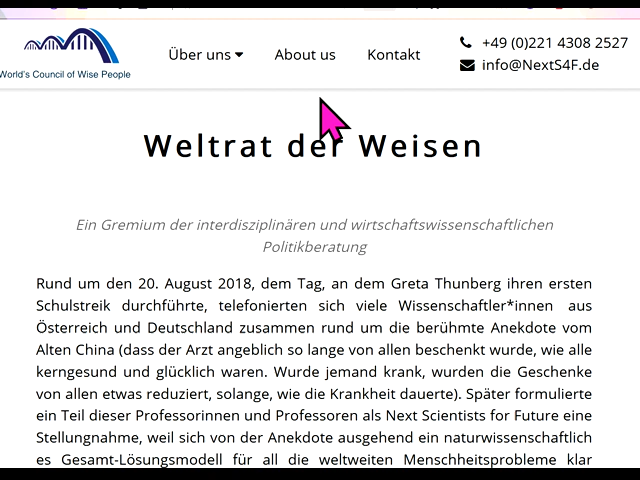 Über uns About us Kontakt
+49 (0)221 4308 2527
info@NextS4F.de
World's Council of Wise People
Weltrat der Weisen
Ein Gremium der interdisziplinären und wirtschaftswissenschaftlichen
Politikberatung
Rund um den 20. August 2018, dem Tag, an dem Greta Thunberg ihren ersten
Schulstreik durchführte, telefonierten sich viele Wissenschaftler*innen aus
Österreich und Deutschland zusammen rund um die berühmte Anekdote vom
Alten China (dass der Arzt angeblich so lange von allen beschenkt wurde, wie alle
kerngesund und glücklich waren. Wurde jemand krank, wurden die Geschenke
von allen etwas reduziert, solange, wie die Krankheit dauerte). Später formulierte
ein Teil dieser Professorinnen und Professoren als Next Scientists for Future eine
Stellungnahme, weil sich von der Anekdote ausgehend ein naturwissenschaftlich
es Gesamt-Lösungsmodell für all die weltweiten Menschheitsprobleme klar